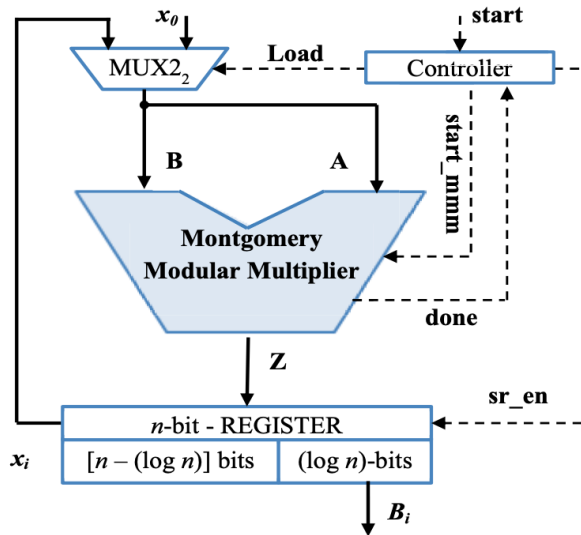 x₀
start
MUX2₂
Load
Controller
B
A
start_mmm
Montgomery
Modular Multiplier
done
Z
sr_en
n-bit - REGISTER
xᵢ
[n – (log n)] bits
(log n)-bits
Bᵢ